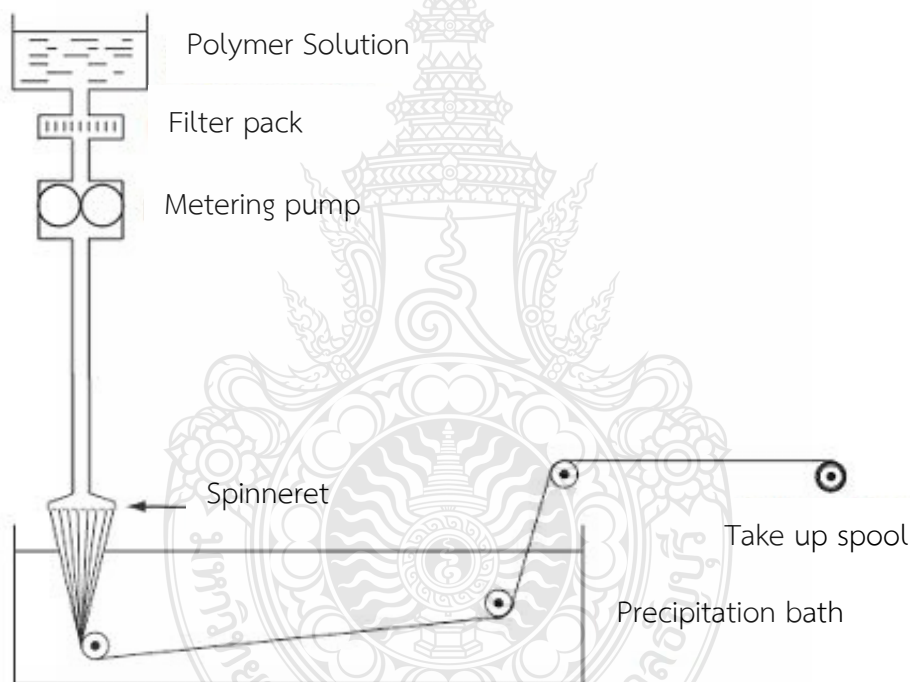 Polymer Solution
Filter pack
Metering pump
Spinneret
Take up spool
Precipitation bath